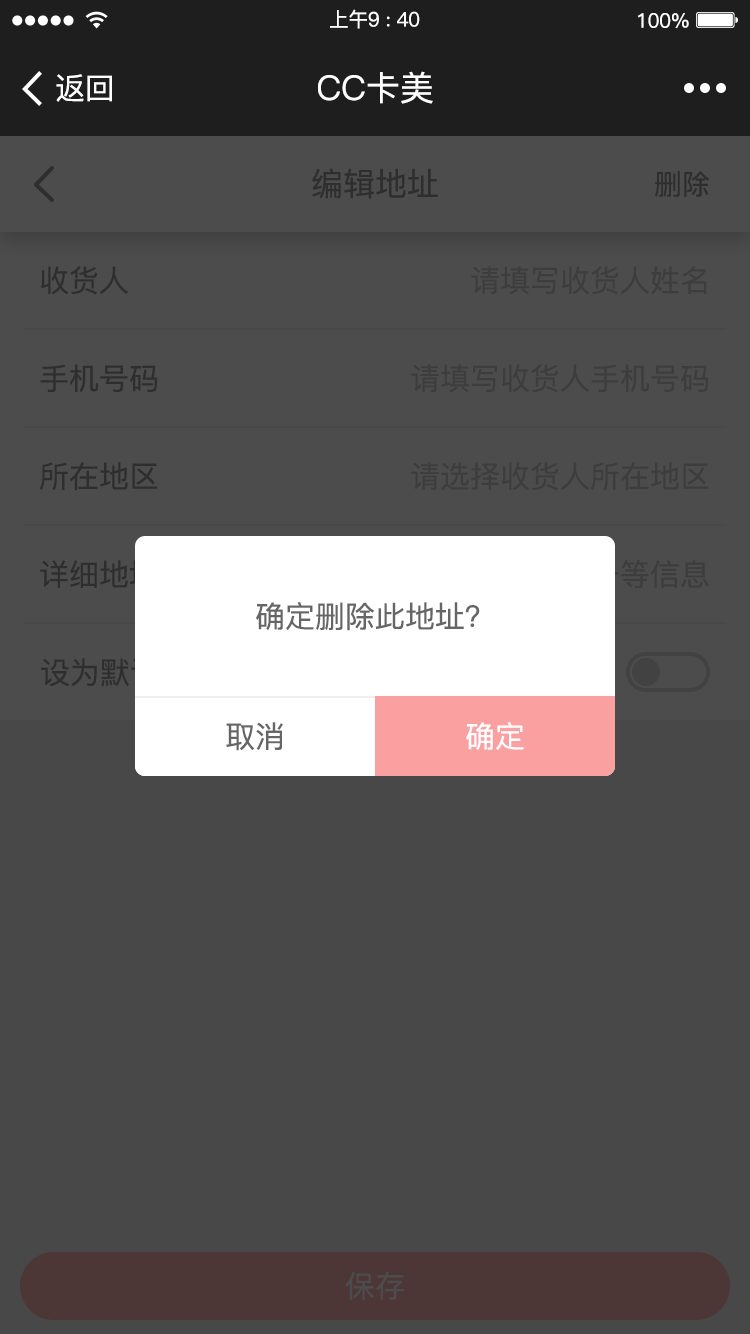 上午9 : 40
100%
返回
CC卡美
编辑地址
删除
收货人
请填写收货人姓名
手机号码
请填写收货人手机号码
所在地区
请选择收货人所在地区
详细地
等信息
设为默
确定删除此地址?
取消
确定
保存